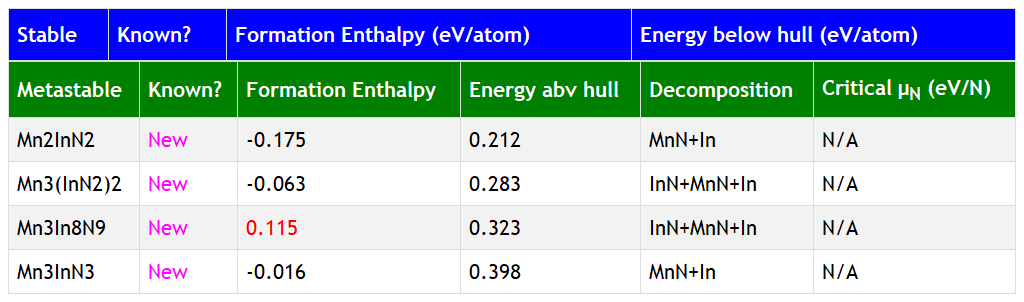 Stable Known? Formation Enthalpy (eV/atom) Energy below hull (eV/atom)
Metastable Known? Formation Enthalpy Energy abv hull Decomposition Critical μN (eV/N)
Mn2InN2 New -0.175 0.212 MnN+In N/A
Mn3(InN2)2 New -0.063 0.283 InN+MnN+In N/A
Mn3In8N9 New 0.115 0.323 InN+MnN+In N/A
Mn3InN3 New -0.016 0.398 MnN+In N/A